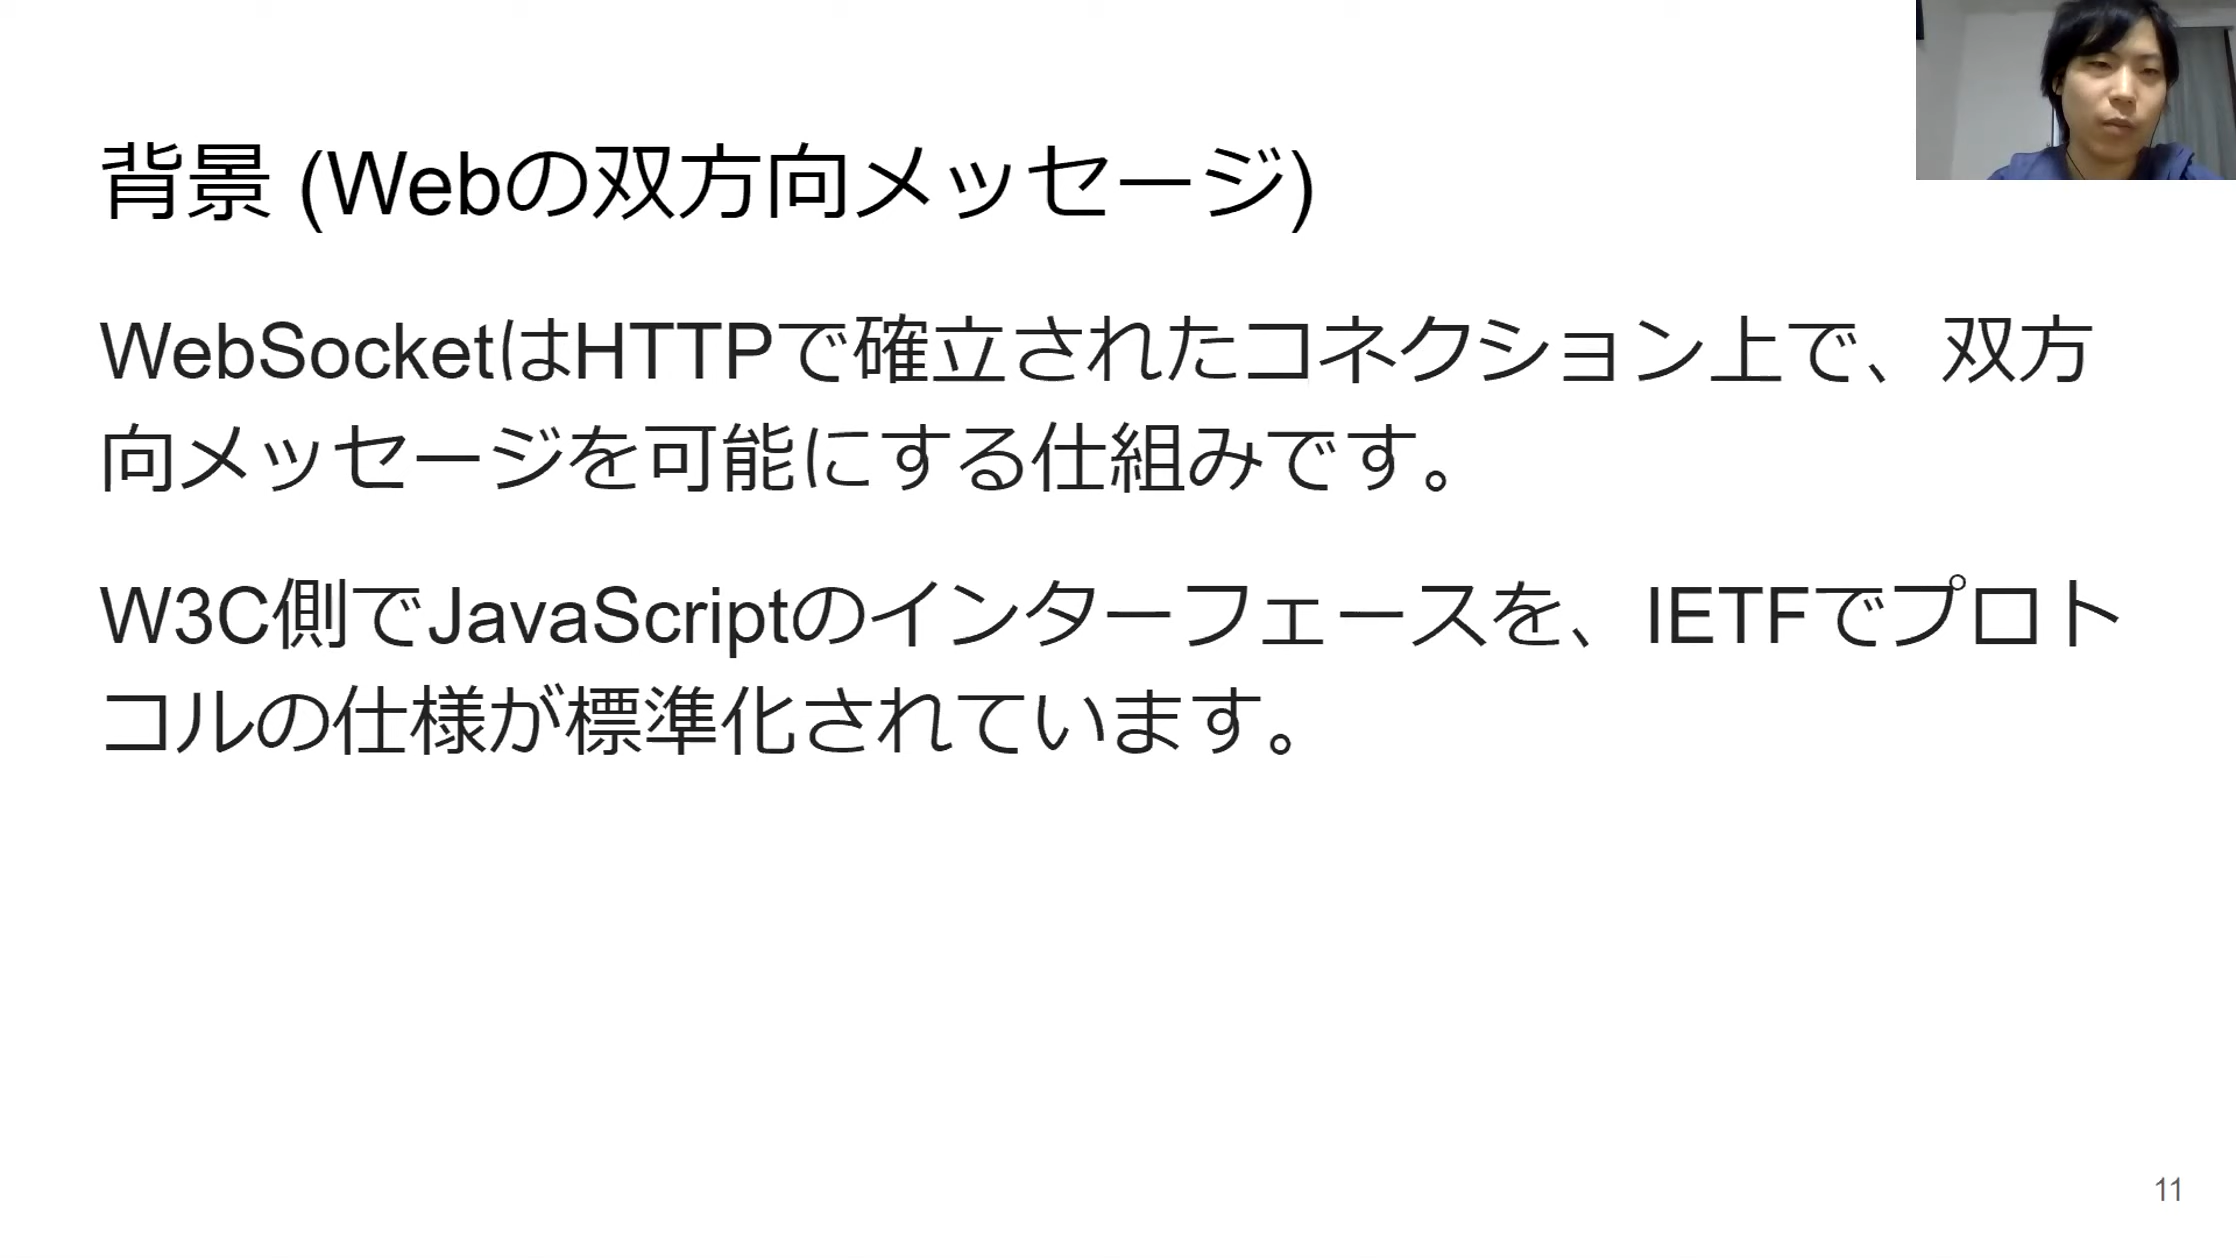 背景 (Webの双方向メッセージ)
WebSocketはHTTPで確立されたコネクション上で、双方
向メッセージを可能にする仕組みです。
W3C側でJavaScriptのインターフェースを、IETFでプロト
コルの仕様が標準化されています。
11